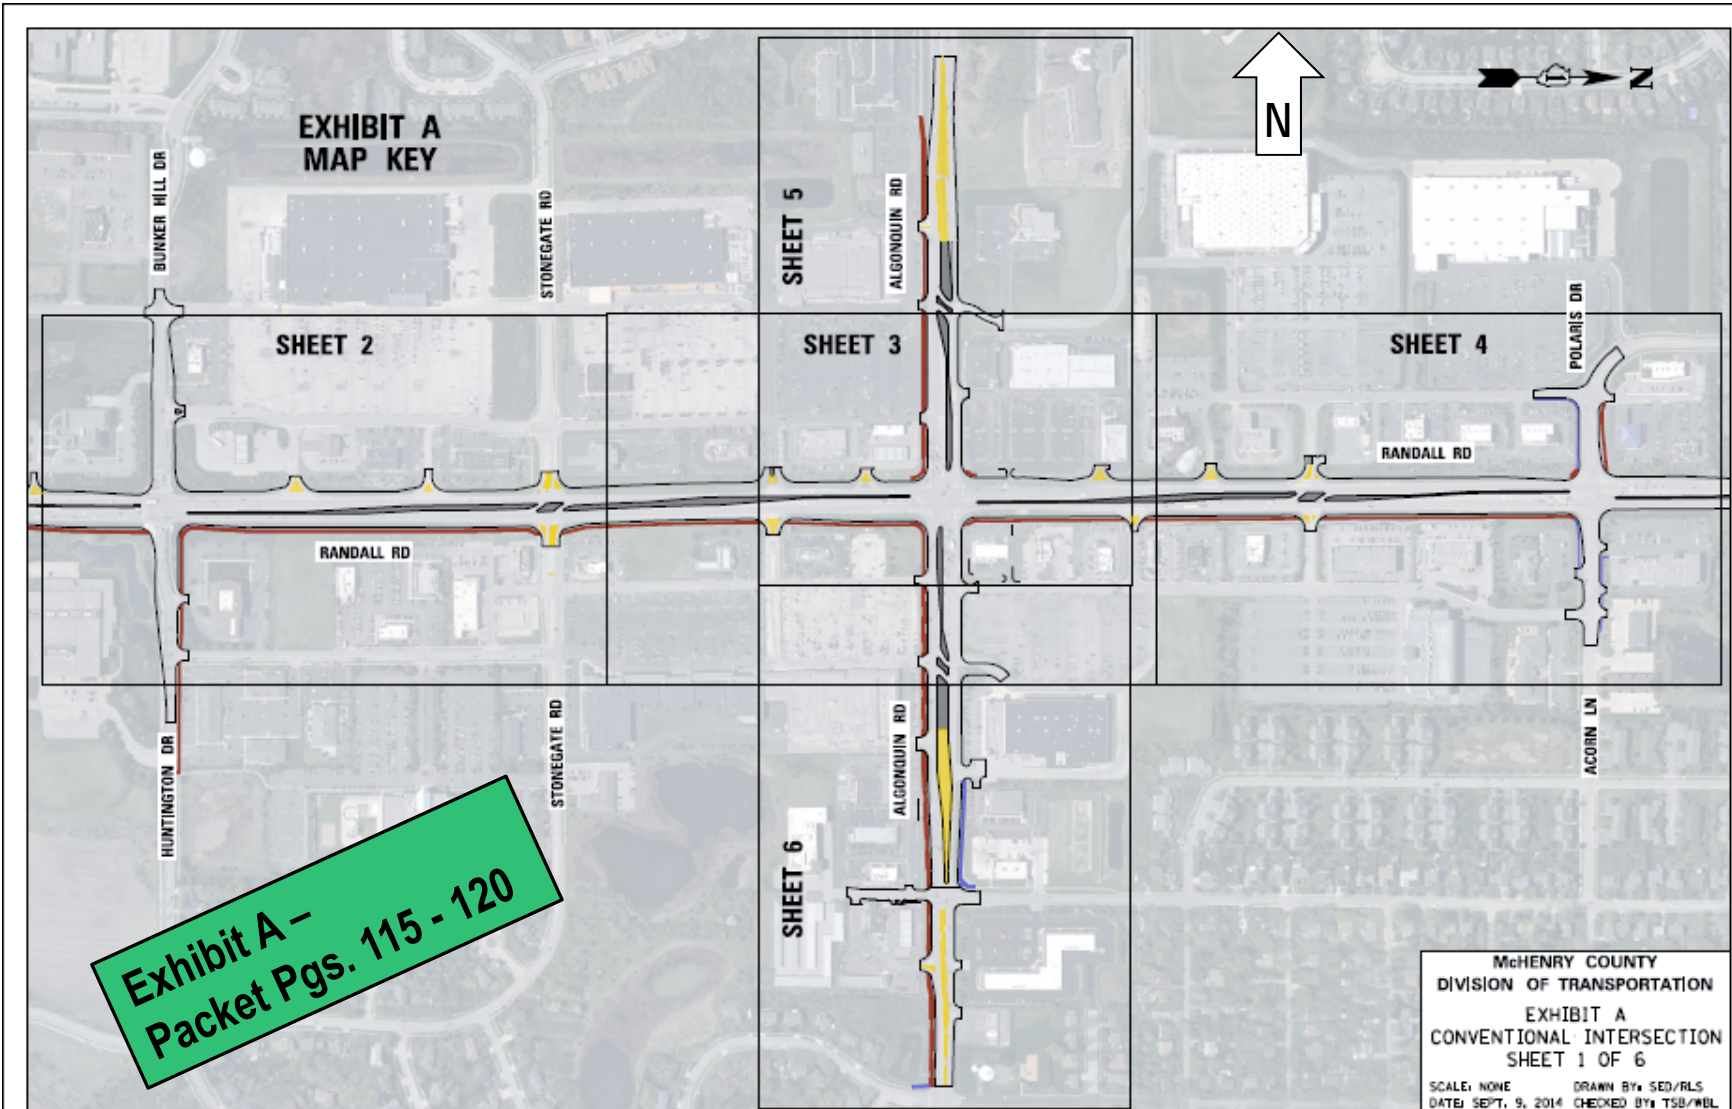 EXHIBIT A
MAP KEY
N
N
BUNKER HILL DR
STONEGATE RD
SHEET 5
ALGONQUIN RD
POLARIS DR
SHEET 2
SHEET 3
SHEET 4
RANDALL RD
RANDALL RD
HUNTINGTON DR
STONEGATE RD
ALGONQUIN RD
ACORN LN
SHEET 6
Exhibit A –
Packet Pgs. 115 - 120
McHENRY COUNTY
DIVISION OF TRANSPORTATION
EXHIBIT A
CONVENTIONAL INTERSECTION
SHEET 1 OF 6
SCALE: NONE DRAWN BY: SED/RLS
DATE: SEPT. 9, 2014 CHECKED BY: TSB/WBL